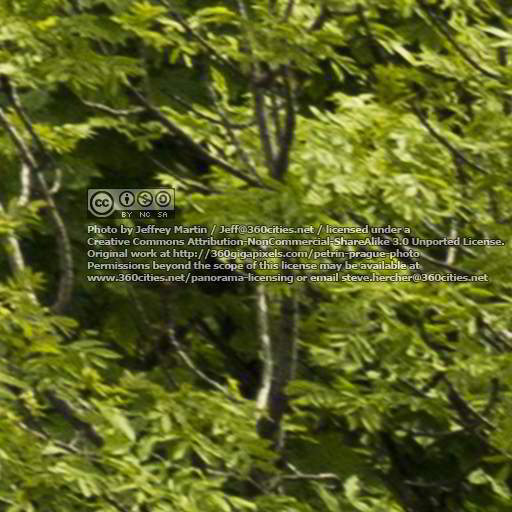 cc
BY NC SA
Photo by Jeffrey Martin / Jeff@360cities.net / licensed under a
Creative Commons Attribution-NonCommercial-ShareAlike 3.0 Unported License.
Original work at http://360gigapixels.com/petrin-prague-photo
Permissions beyond the scope of this license may be available at
www.360cities.net/panorama-licensing or email steve.hercher@360cities.net